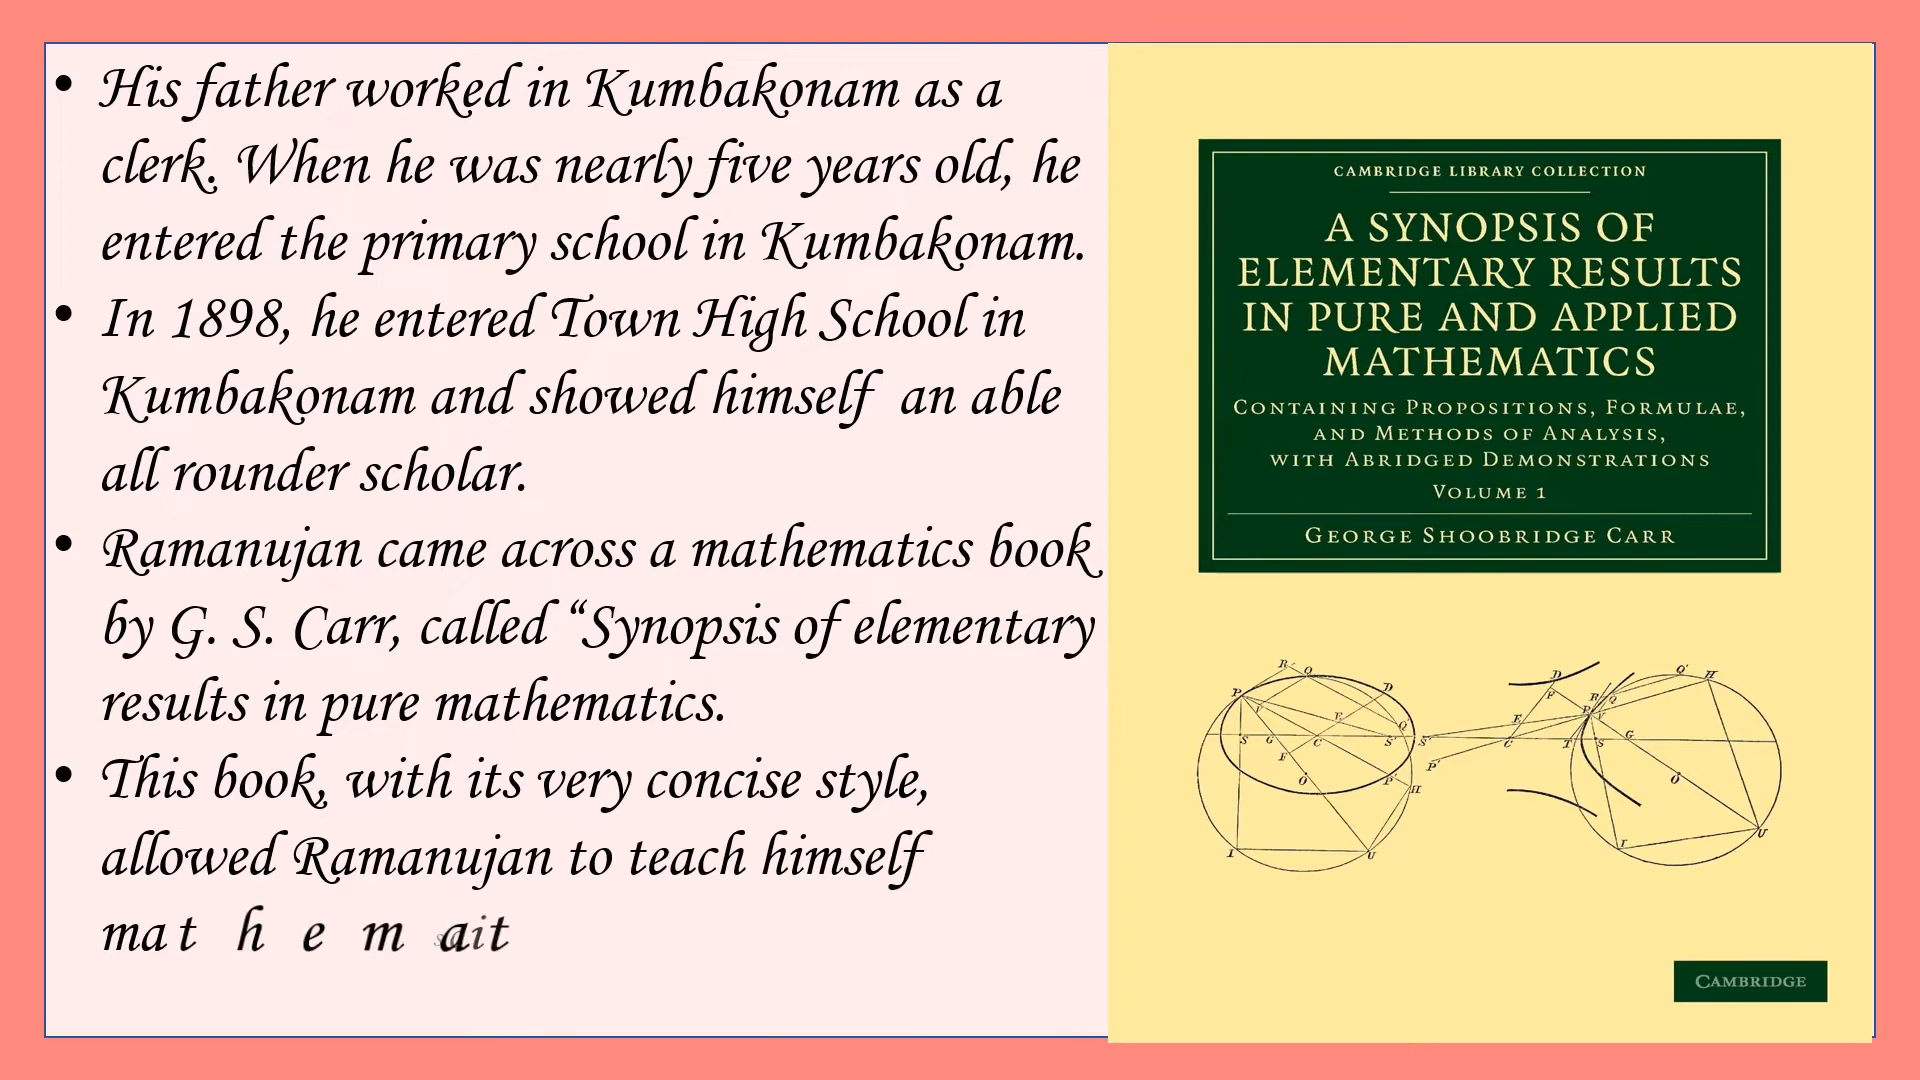 • His father worked in Kumbakonam as a
clerk. When he was nearly five years old, he
entered the primary school in Kumbakonam.
• In 1898, he entered Town High School in
Kumbakonam and showed himself an able
all rounder scholar.
• Ramanujan came across a mathematics book
by G. S. Carr, called “Synopsis of elementary
results in pure mathematics.
• This book, with its very concise style,
allowed Ramanujan to teach himself
CAMBRIDGE LIBRARY COLLECTION
A SYNOPSIS OF
ELEMENTARY RESULTS
IN PURE AND APPLIED
MATHEMATICS
CONTAINING PROPOSITIONS, FORMULAE,
AND METHODS OF ANALYSIS,
WITH ABRIDGED DEMONSTRATIONS
VOLUME 1
GEORGE SHOOBRIDGE CARR
CAMBRIDGE